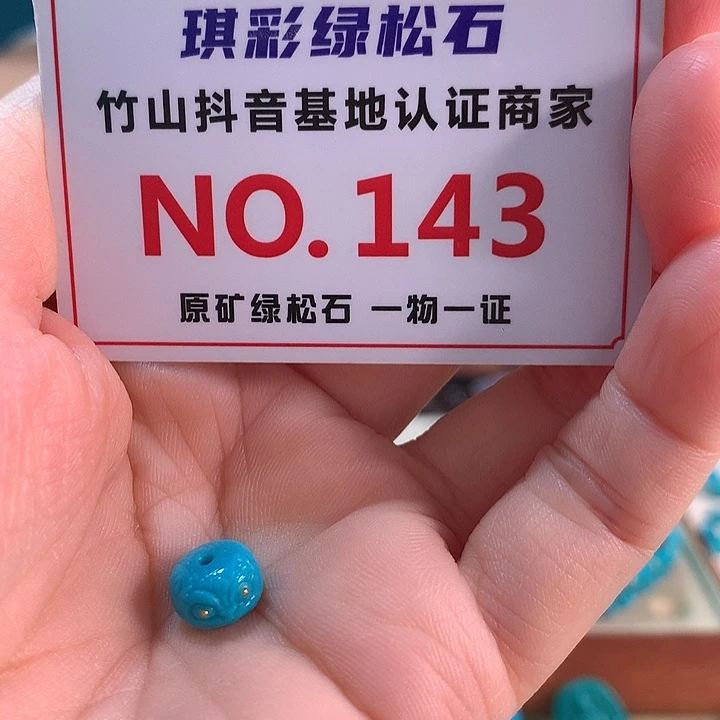 琪彩绿松石
竹山抖音基地认证商家
NO.143
原矿绿松石 一物一证